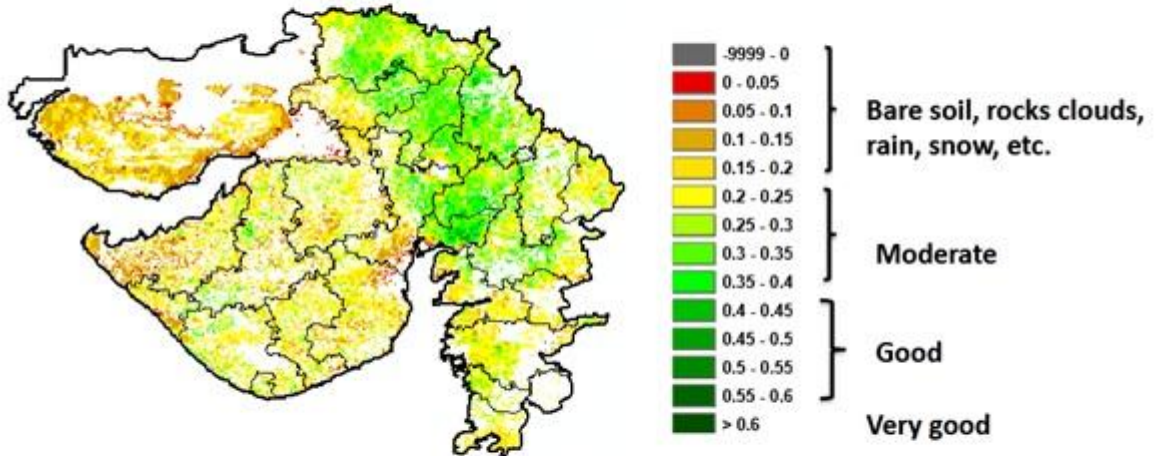 -9999 - 0
0 - 0.05
0.05 - 0.1
0.1 - 0.15
0.15 - 0.2
0.2 - 0.25
0.25 - 0.3
0.3 - 0.35
0.35 - 0.4
0.4 - 0.45
0.45 - 0.5
0.5 - 0.55
0.55 - 0.6
> 0.6
Bare soil, rocks clouds,
rain, snow, etc.
Moderate
Good
Very good